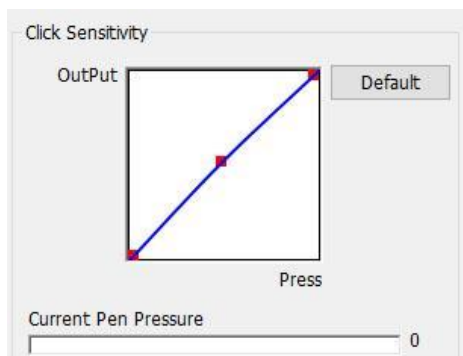 Click Sensitivity
OutPut
Default
Press
Current Pen Pressure
0